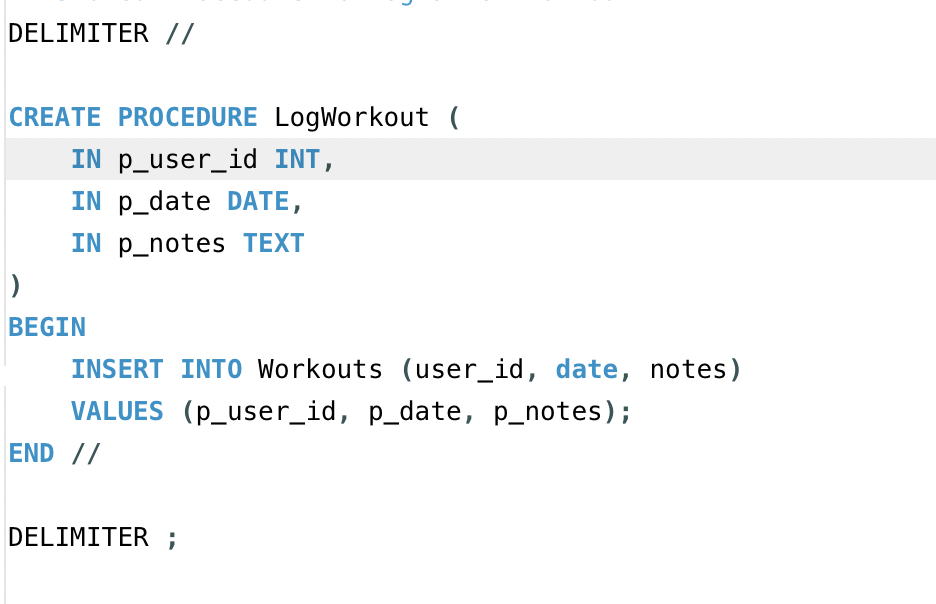 DELIMITER //
CREATE PROCEDURE LogWorkout (
    IN p_user_id INT,
    IN p_date DATE,
    IN p_notes TEXT
)
BEGIN
    INSERT INTO Workouts (user_id, date, notes)
    VALUES (p_user_id, p_date, p_notes);
END //
DELIMITER ;